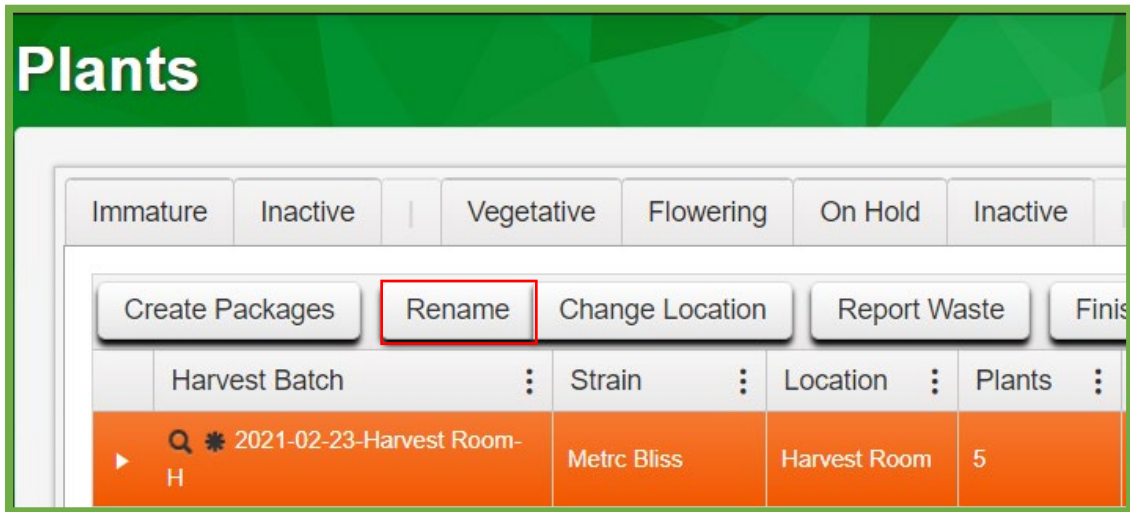 Plants
Immature Inactive | Vegetative Flowering On Hold Inactive
Create Packages Rename Change Location Report Waste Finis
Harvest Batch Strain Location Plants
2021-02-23-Harvest Room-
H Metrc Bliss Harvest Room 5